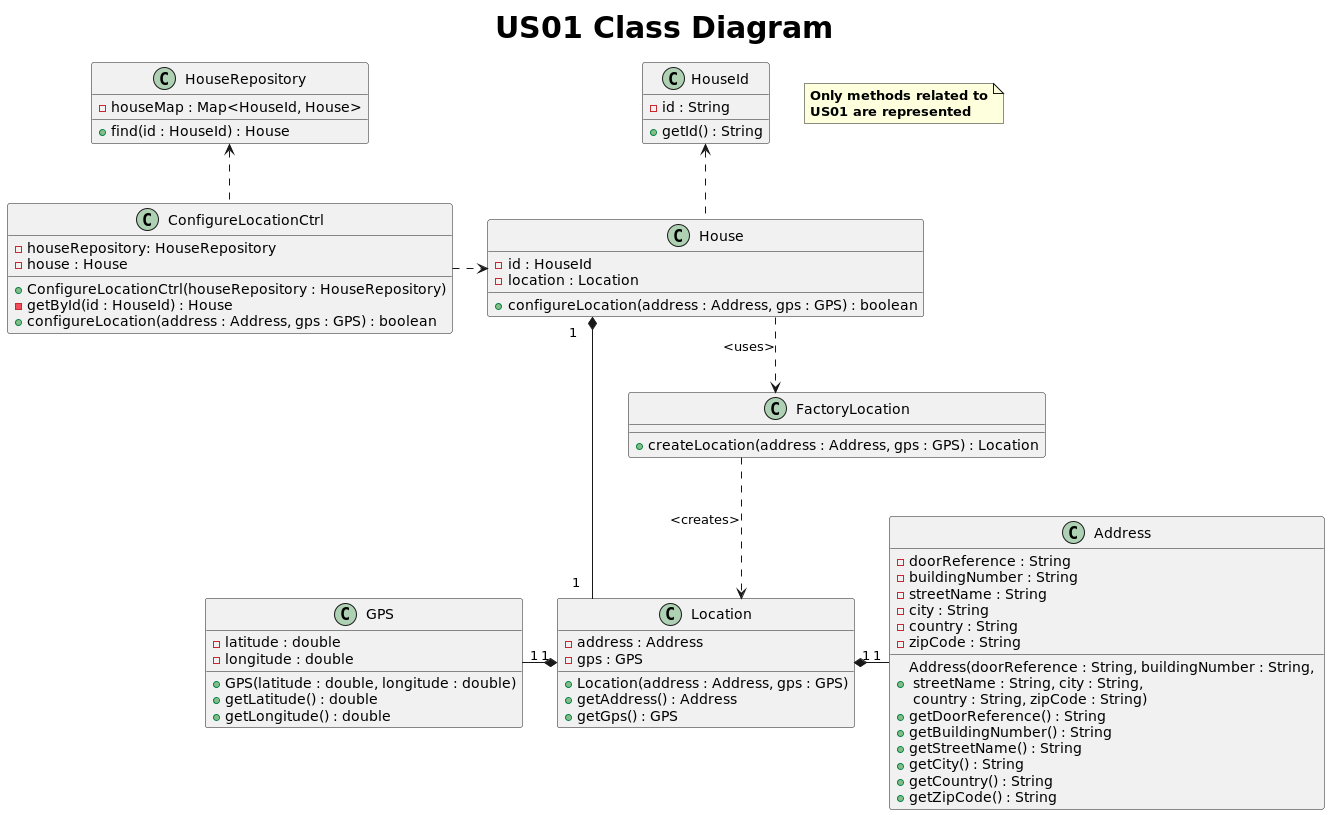 US01 Class Diagram
C HouseRepository
houseMap : Map<HouseId, House>
find(id : HouseId) : House
C HouseId
id : String
getId() : String
Only methods related to
US01 are represented
C ConfigureLocationCtrl
houseRepository: HouseRepository
house : House
ConfigureLocationCtrl(houseRepository : HouseRepository)
getById(id : HouseId) : House
configureLocation(address : Address, gps : GPS) : boolean
C House
id : HouseId
location : Location
configureLocation(address : Address, gps : GPS) : boolean
1
<uses>
C FactoryLocation
createLocation(address : Address, gps : GPS) : Location
<creates>
1
C GPS
latitude : double
longitude : double
GPS(latitude : double, longitude : double)
getLatitude() : double
getLongitude() : double
1 1
C Location
address : Address
gps : GPS
Location(address : Address, gps : GPS)
getAddress() : Address
getGps() : GPS
1 1
C Address
doorReference : String
buildingNumber : String
streetName : String
city : String
country : String
zipCode : String
Address(doorReference : String, buildingNumber : String,
streetName : String, city : String,
country : String, zipCode : String)
getDoorReference() : String
getBuildingNumber() : String
getStreetName() : String
getCity() : String
getCountry() : String
getZipCode() : String